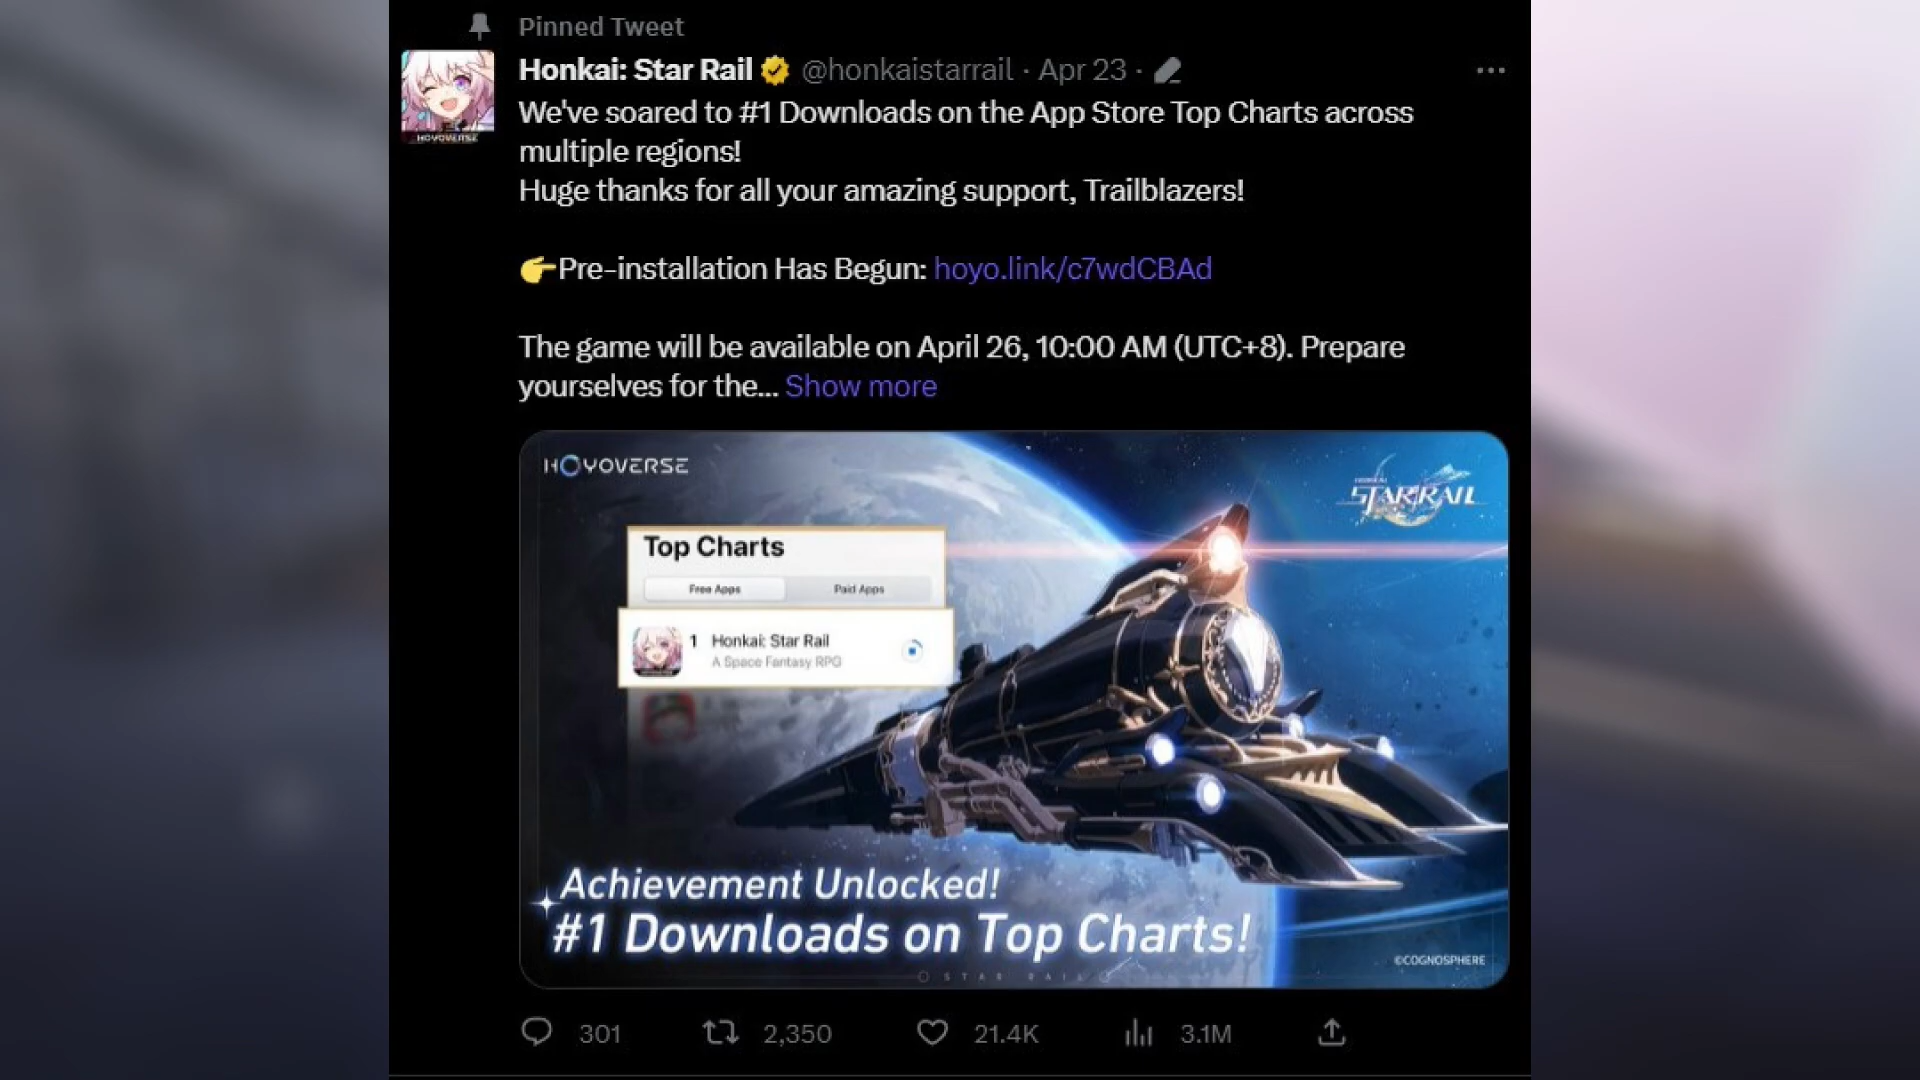 Pinned Tweet
Honkai: Star Rail @honkaistarrail · Apr 23 ·
HOYOVERSE
We've soared to #1 Downloads on the App Store Top Charts across
multiple regions!
Huge thanks for all your amazing support, Trailblazers!
👉Pre-installation Has Begun: hoyo.link/c7wdCBAd
The game will be available on April 26, 10:00 AM (UTC+8). Prepare
yourselves for the... Show more
HOYOVERSE
HONKAI
STAR RAIL
Top Charts
Free Apps Paid Apps
1 Honkai: Star Rail
A Space Fantasy RPG
Achievement Unlocked!
#1 Downloads on Top Charts!
©COGNOSPHERE
STAR RAIL
301 2,350 21.4K 3.1M